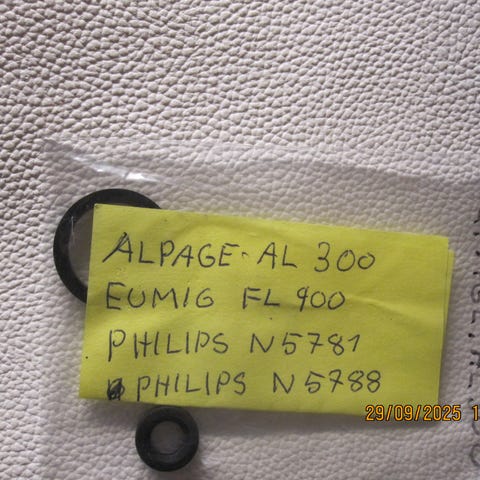 ALPAGE-AL 300
EUMIG FL 900
PHILIPS N5781
PHILIPS N5788
29/09/2025